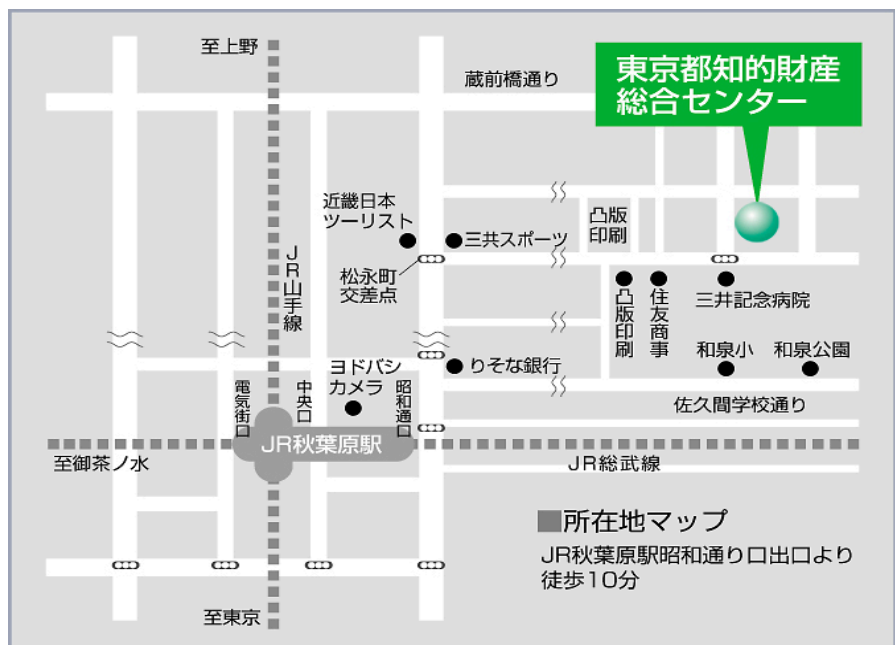 至上野
蔵前橋通り
東京都知的財産
総合センター
近畿日本
ツーリスト
三共スポーツ
凸版
印刷
JR山手線
松永町
交差点
凸版印刷
住友商事
三井記念病院
ヨドバシ
カメラ
りそな銀行
和泉小
和泉公園
電気街口
中央口
昭和通口
佐久間学校通り
JR秋葉原駅
至御茶ノ水
JR総武線
■所在地マップ
JR秋葉原駅昭和通り口出口より
徒歩10分
至東京